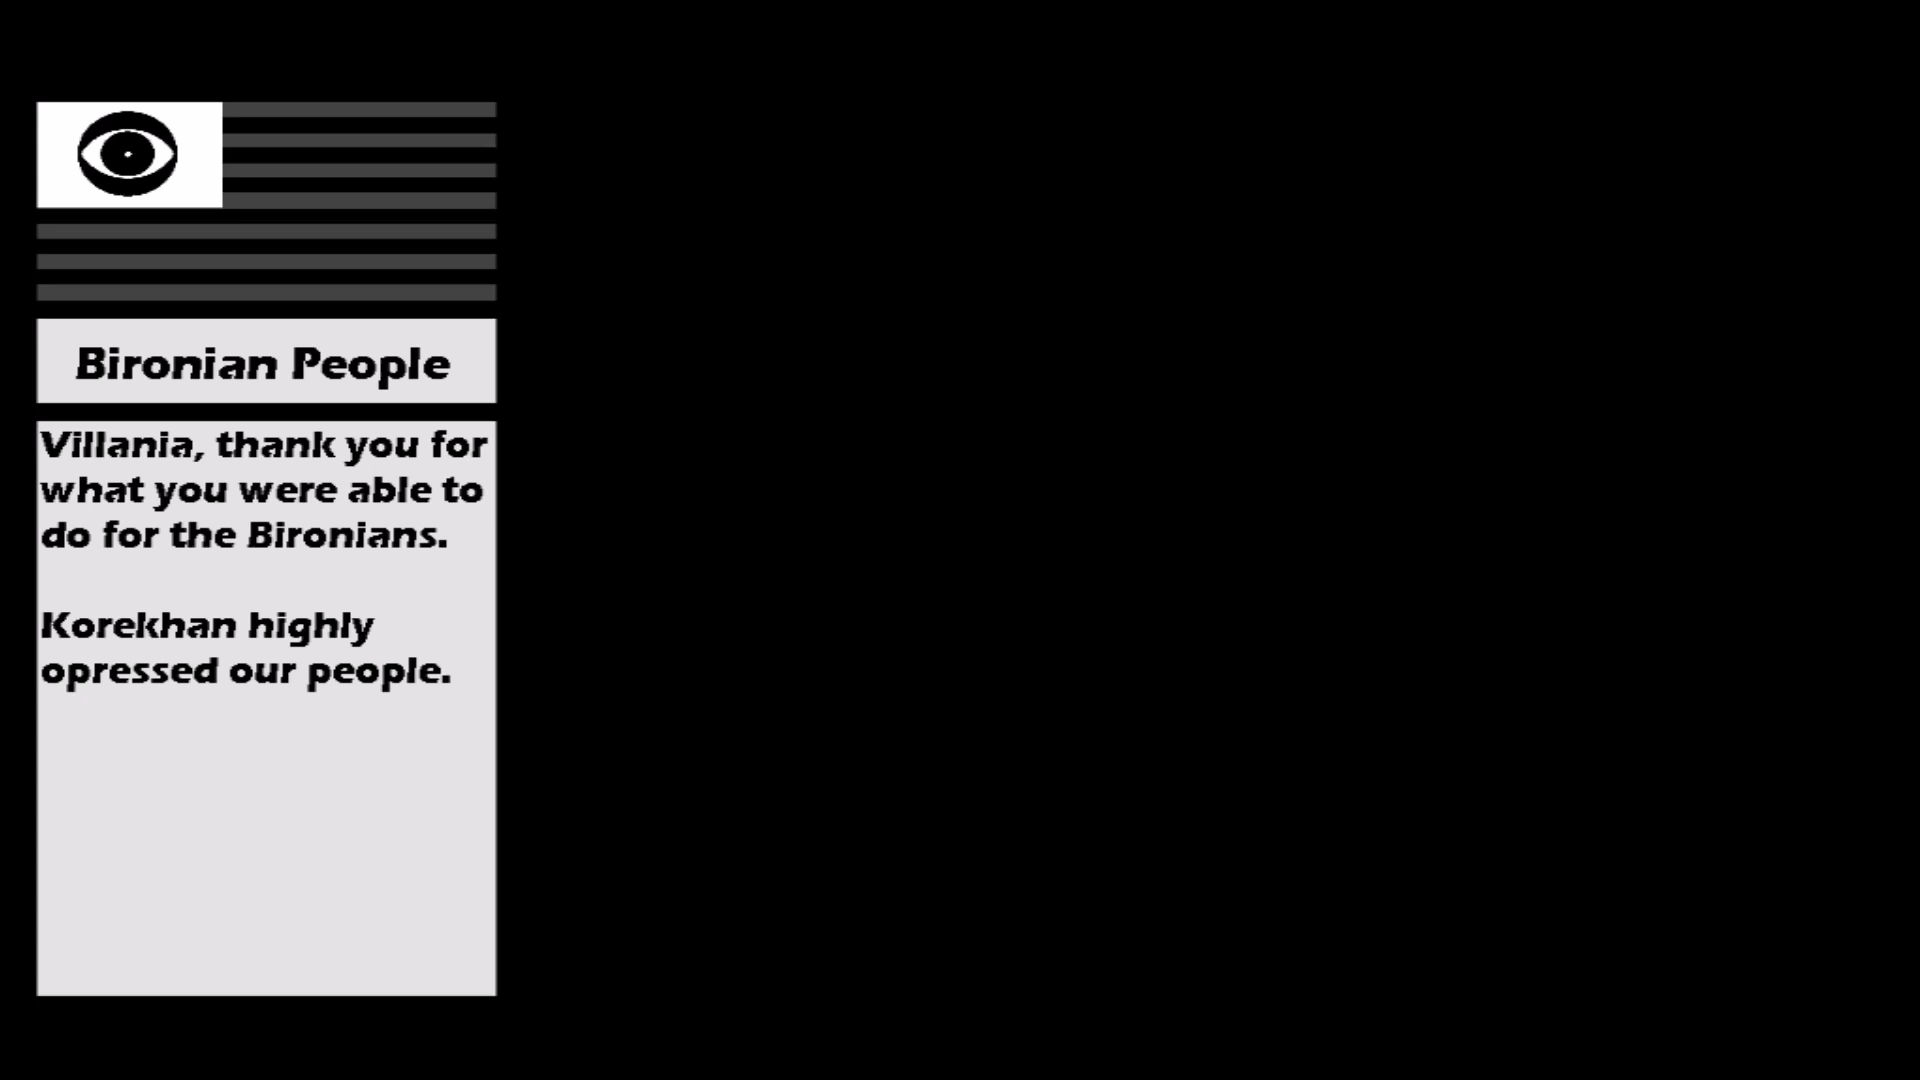 Bironian People
Villania, thank you for
what you were able to
do for the Bironians.
Korekhan highly
opressed our people.